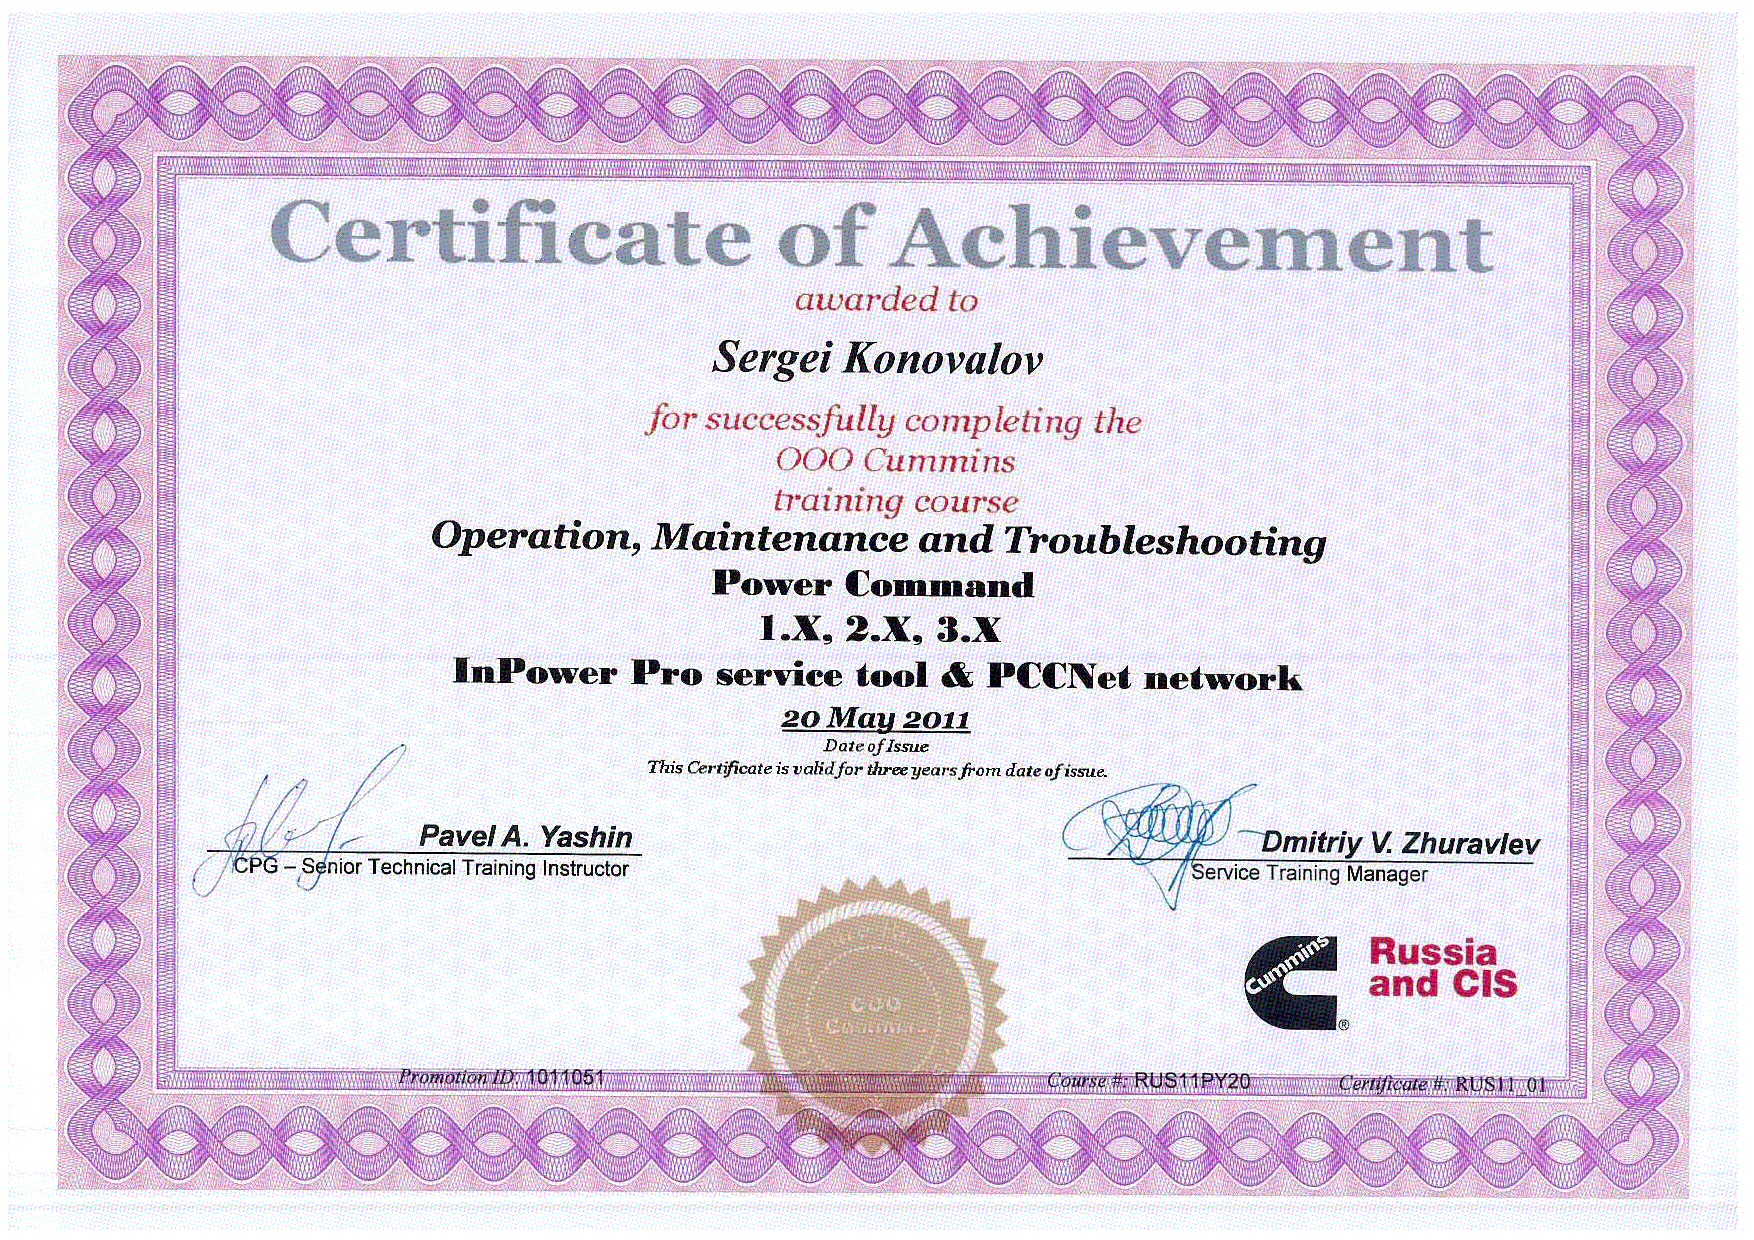 Certificate of Achievement
awarded to
Sergei Konovalov
for successfully completing the
OOO Cummins
training course
Operation, Maintenance and Troubleshooting
Power Command
1.X, 2.X, 3.X
InPower Pro service tool & PCCNet network
20 May 2011
Date of Issue
This Certificate is valid for three years from date of issue.
Pavel A. Yashin
CPG – Senior Technical Training Instructor
Dmitriy V. Zhuravlev
Service Training Manager
Cummins
®
Russia
and CIS
OOO
Cummins
Promotion ID: 1011051
Course #: RUS11PY20
Certificate #: RUS11_01